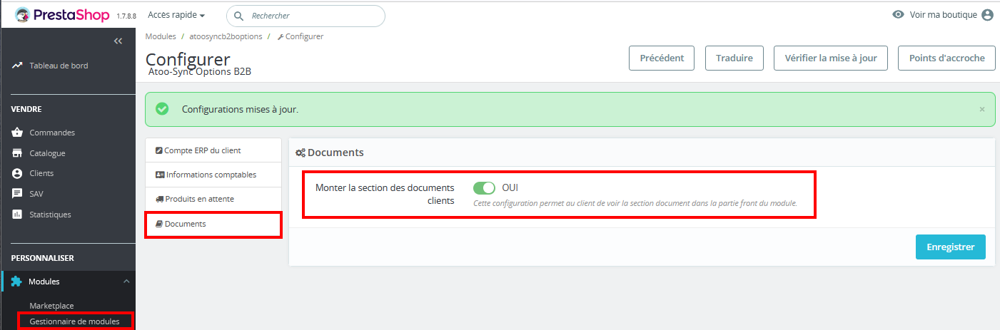 PrestaShop 1.7.8.8 Accès rapide Rechercher Voir ma boutique
Modules / atoosyncb2boptions / Configurer
Configurer
Atoo-Sync Options B2B
Précédent Traduire Vérifier la mise à jour Points d'accroche
Tableau de bord
VENDRE
Commandes
Catalogue
Clients
SAV
Statistiques
PERSONNALISER
Modules
Marketplace
Gestionnaire de modules
Configurations mises à jour.
Compte ERP du client
Informations comptables
Produits en attente
Documents
Documents
Monter la section des documents
clients
OUI
Cette configuration permet au client de voir la section document dans la partie front du module.
Enregistrer